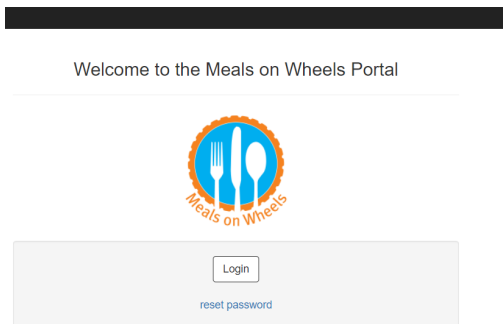 Welcome to the Meals on Wheels Portal
Meals on Wheels
Login
reset password